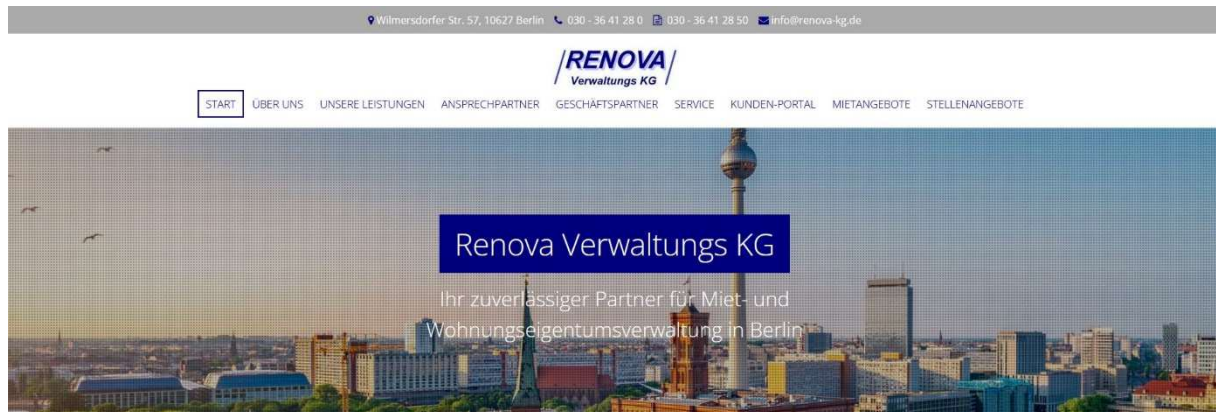 Wilmersdorfer Str. 57, 10627 Berlin 030 - 36 41 28 0 030 - 36 41 28 50 info@renova-kg.de
/RENOVA/
Verwaltungs KG
START ÜBER UNS UNSERE LEISTUNGEN ANSPRECHPARTNER GESCHÄFTSPARTNER SERVICE KUNDEN-PORTAL MIETANGEBOTE STELLENANGEBOTE
Renova Verwaltungs KG
Ihr zuverlässiger Partner für Miet- und
Wohnungseigentumsverwaltung in Berlin